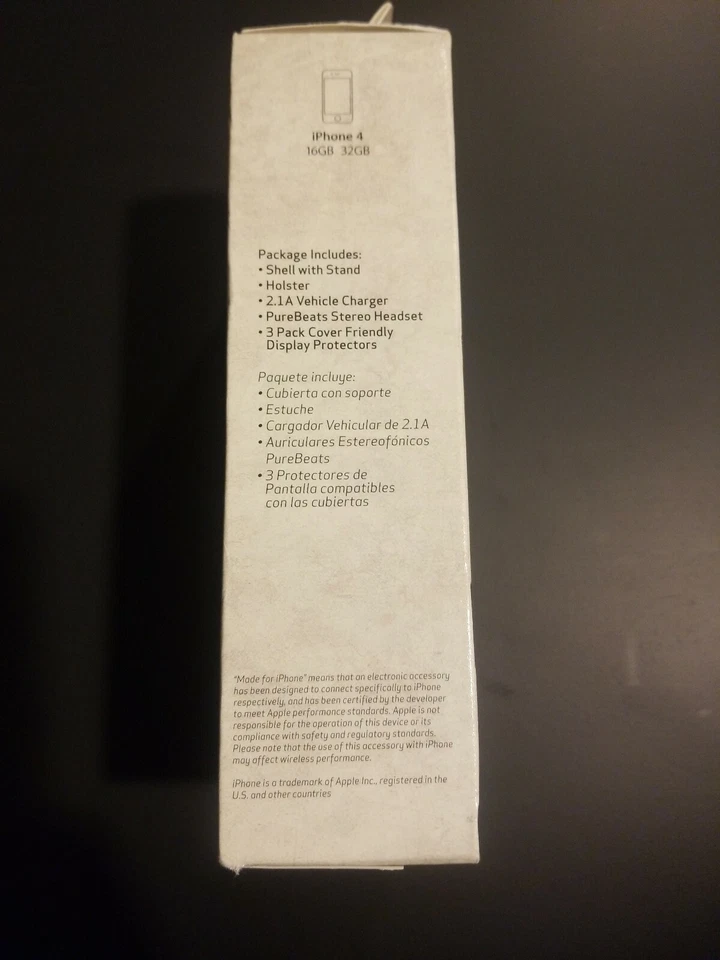 iPhone 4
16GB 32GB
Package Includes:
• Shell with Stand
• Holster
• 2.1A Vehicle Charger
• PureBeats Stereo Headset
• 3 Pack Cover Friendly
Display Protectors
Paquete incluye:
• Cubierta con soporte
• Estuche
• Cargador Vehicular de 2.1A
• Auriculares Estereofónicos
PureBeats
• 3 Protectores de
Pantalla compatibles
con las cubiertas
"Made for iPhone" means that an electronic accessory
has been designed to connect specifically to iPhone
respectively, and has been certified by the developer
to meet Apple performance standards. Apple is not
responsible for the operation of this device or its
compliance with safety and regulatory standards.
Please note that the use of this accessory with iPhone
may affect wireless performance.
iPhone is a trademark of Apple Inc., registered in the
U.S. and other countries